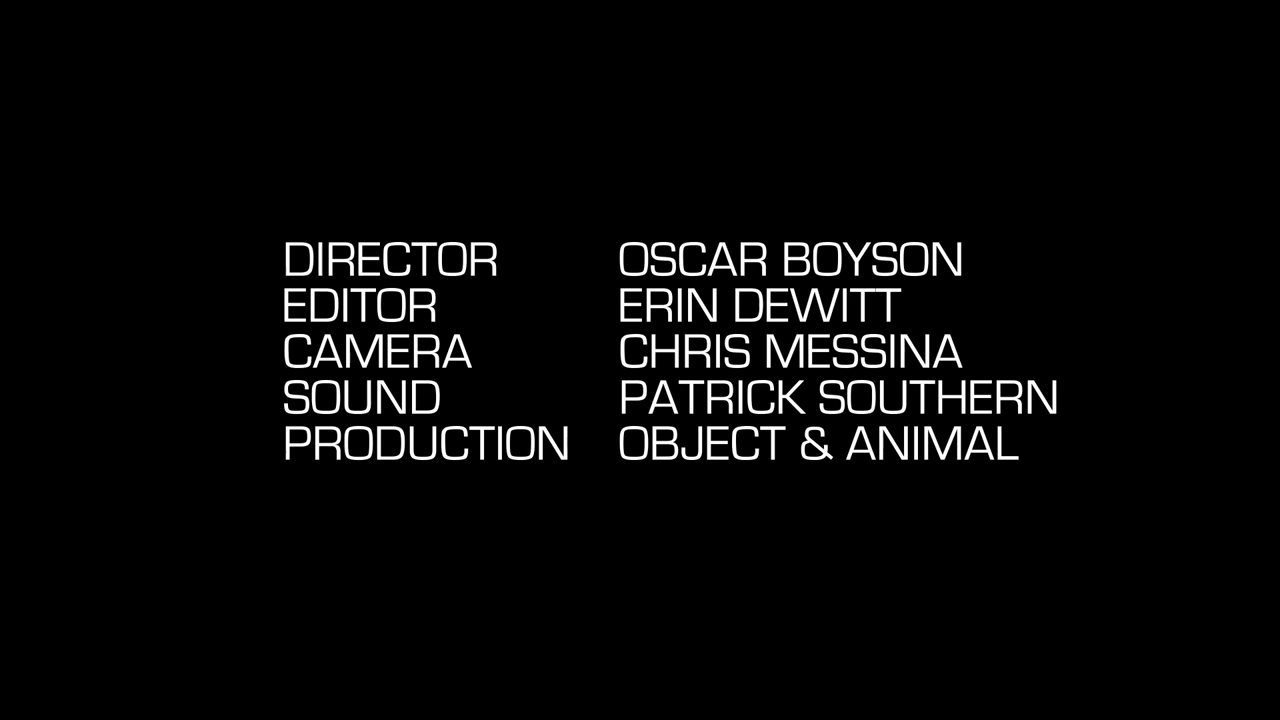 DIRECTOR OSCAR BOYSON
EDITOR ERIN DEWITT
CAMERA CHRIS MESSINA
SOUND PATRICK SOUTHERN
PRODUCTION OBJECT & ANIMAL